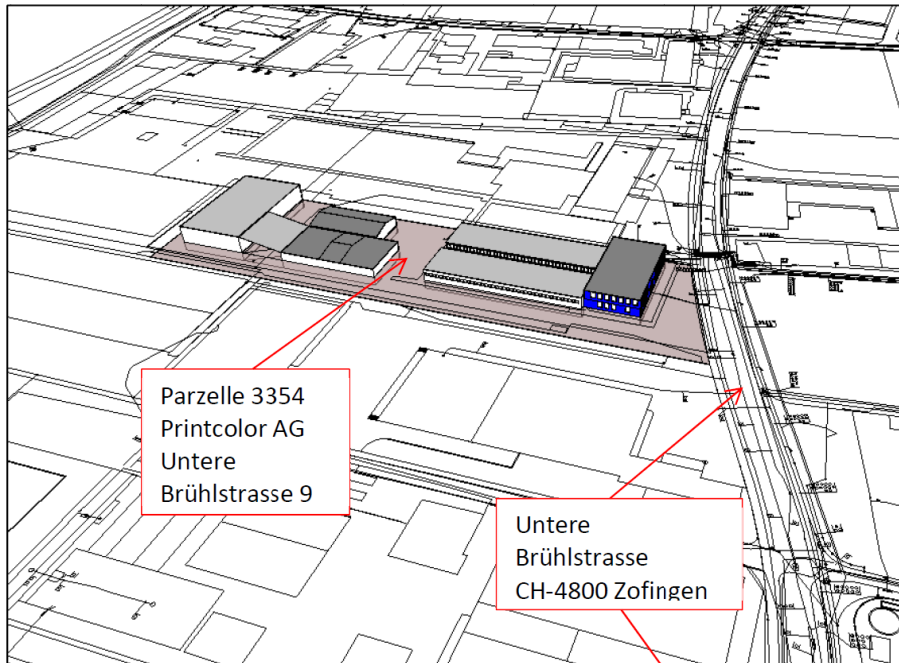 Parzelle 3354
Printcolor AG
Untere
Brühlstrasse 9
Untere
Brühlstrasse
CH-4800 Zofingen